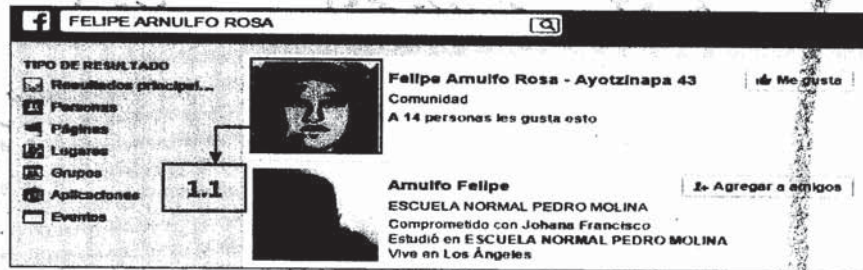 f FELIPE ARNULFO ROSA
TIPO DE RESULTADO
Resultados principal...
Personas
Páginas
Lugares
Grupos
Aplicaciones
Eventos
1.1
Felipe Arnulfo Rosa - Ayotzinapa 43
Me gusta
Comunidad
A 14 personas les gusta esto
Arnulfo Felipe
Agregar a amigos
ESCUELA NORMAL PEDRO MOLINA
Comprometido con Johana Francisco
Estudió en ESCUELA NORMAL PEDRO MOLINA
Vive en Los Ángeles